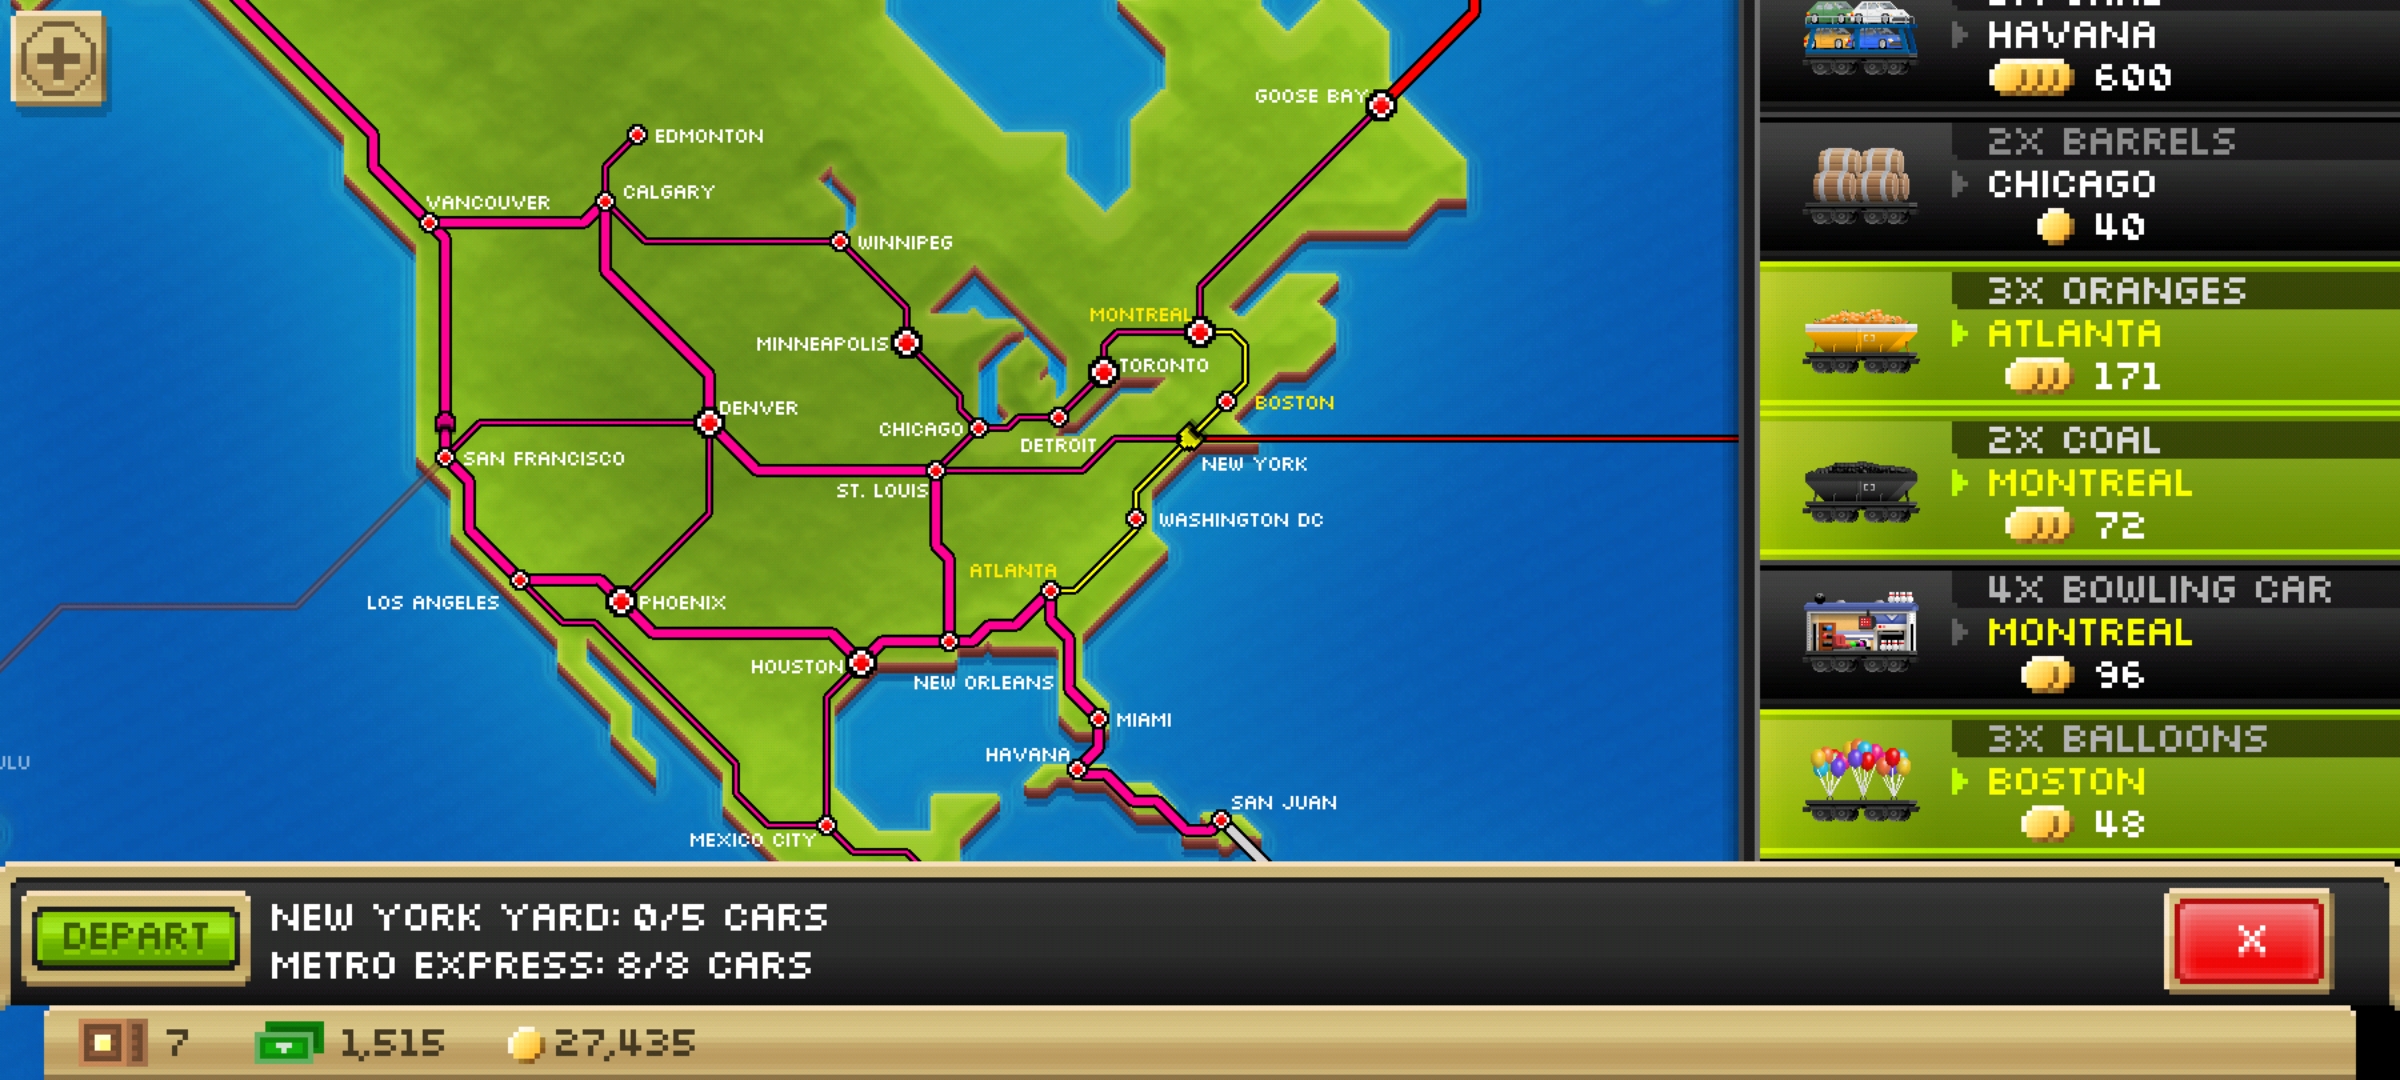 HAVANA
600
GOOSE BAY
EDMONTON
2X BARRELS
CHICAGO
40
CALGARY
VANCOUVER
WINNIPEG
3X ORANGES
ATLANTA
171
MONTREAL
MINNEAPOLIS
TORONTO
DENVER
BOSTON
CHICAGO
DETROIT
2X COAL
MONTREAL
72
SAN FRANCISCO
NEW YORK
ST. LOUIS
WASHINGTON DC
ATLANTA
LOS ANGELES
PHOENIX
4X BOWLING CAR
MONTREAL
96
HOUSTON
NEW ORLEANS
MIAMI
HAVANA
3X BALLOONS
BOSTON
48
SAN JUAN
MEXICO CITY
DEPART
NEW YORK YARD: 0/5 CARS
METRO EXPRESS: 8/8 CARS
X
7
1,515
27,435